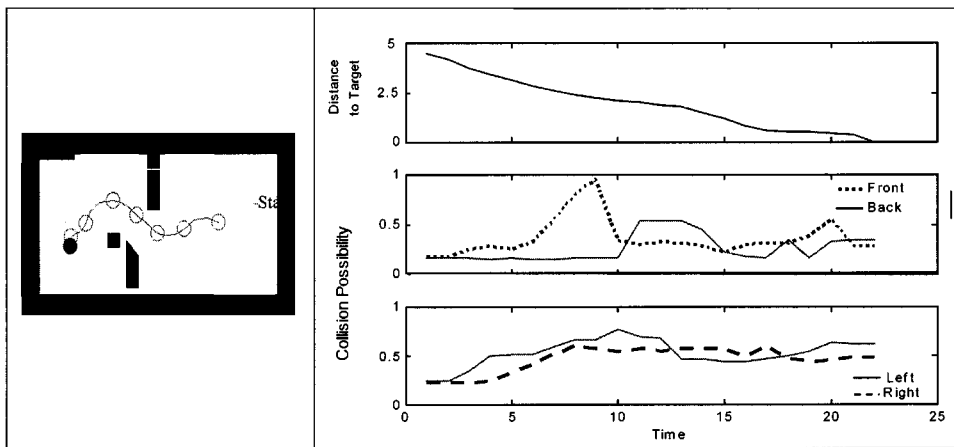 -Sta
Distance
to Target
5
2.5
0
Collision Possibility
1
0.5
0
Front
Back
1
0.5
0
Left
Right
0
5
10
15
20
25
Time